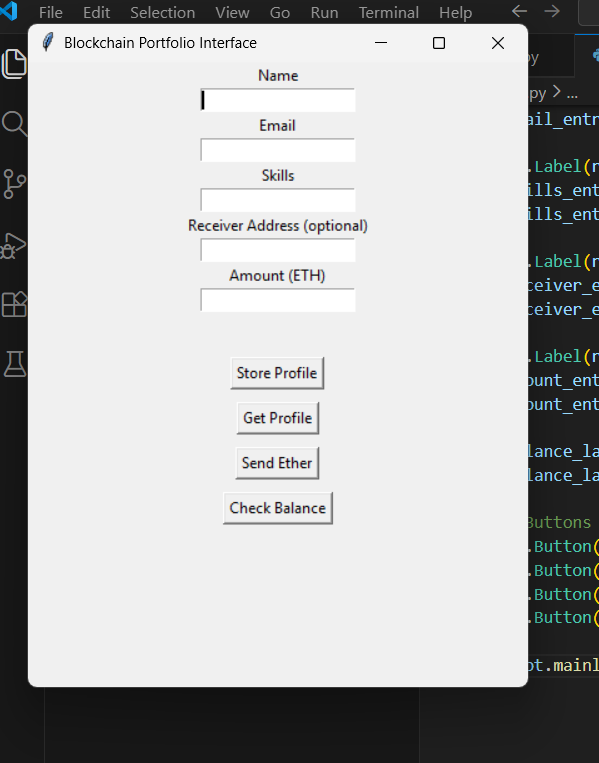 File Edit Selection View Go Run Terminal Help
Blockchain Portfolio Interface
py
py > ...
Name
ail_entr
Email
.Label(n
Skills
ills_ent
ills_ent
Receiver Address (optional)
.Label(n
Amount (ETH)
ceiver_e
ceiver_e
.Label(n
Store Profile
ount_ent
ount_ent
Get Profile
lance_la
Send Ether
lance_la
Check Balance
Buttons
.Button(
.Button(
.Button(
.Button(
ot.mainl